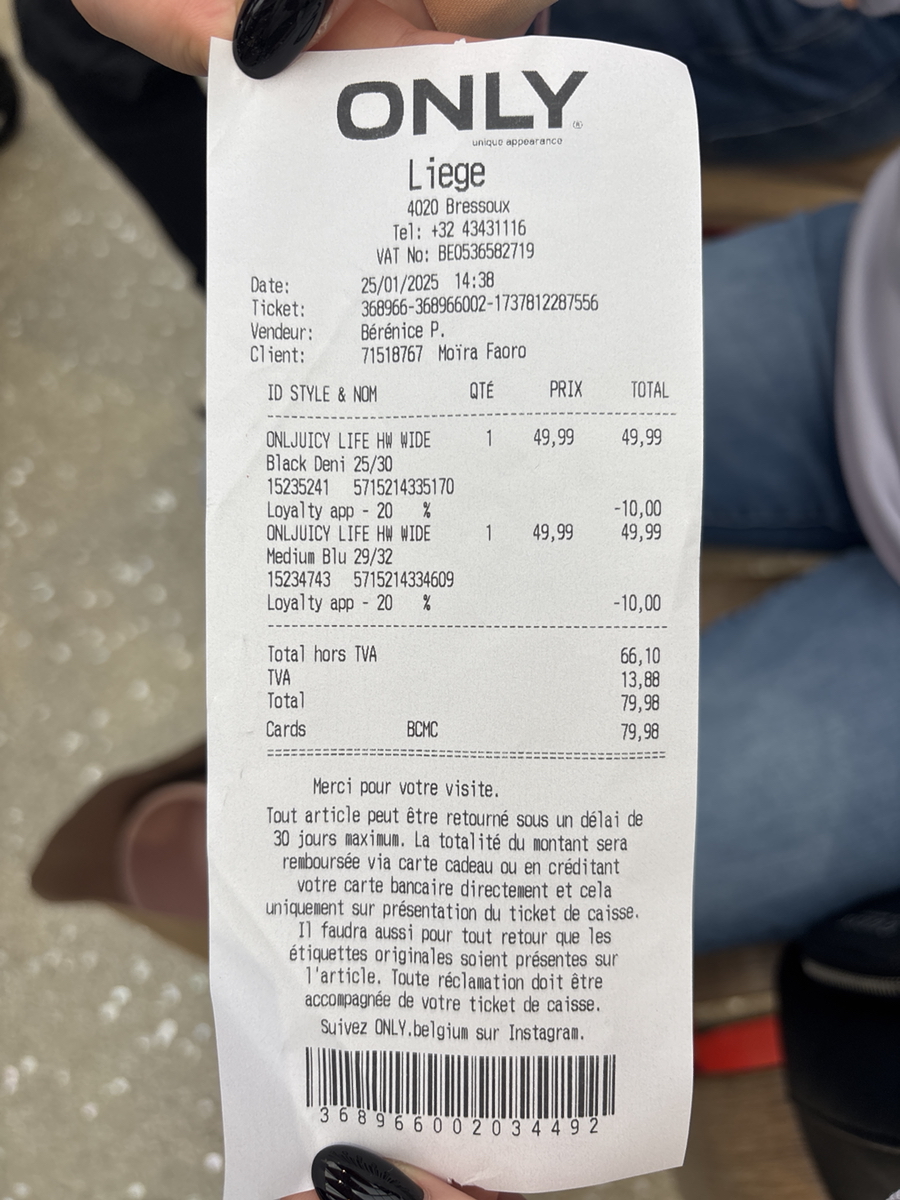 ONLY
®
unique appearance
Liege
4020 Bressoux
Tel: +32 43431116
VAT No: BE0536582719
Date: 25/01/2025 14:38
Ticket: 368966-368966002-1737812287556
Vendeur: Bérénice P.
Client: 71518767 Moïra Faoro
ID STYLE & NOM QTÉ PRIX TOTAL
ONLJUICY LIFE HW WIDE 1 49,99 49,99
Black Deni 25/30
15235241 5715214335170
Loyalty app - 20 % -10,00
ONLJUICY LIFE HW WIDE 1 49,99 49,99
Medium Blu 29/32
15234743 5715214334609
Loyalty app - 20 % -10,00
Total hors TVA 66,10
TVA 13,88
Total 79,98
Cards BCMC 79,98
Merci pour votre visite.
Tout article peut être retourné sous un délai de
30 jours maximum. La totalité du montant sera
remboursée via carte cadeau ou en créditant
votre carte bancaire directement et cela
uniquement sur présentation du ticket de caisse.
Il faudra aussi pour tout retour que les
étiquettes originales soient présentes sur
l'article. Toute réclamation doit être
accompagnée de votre ticket de caisse.
Suivez ONLY.belgium sur Instagram.
368966002034492